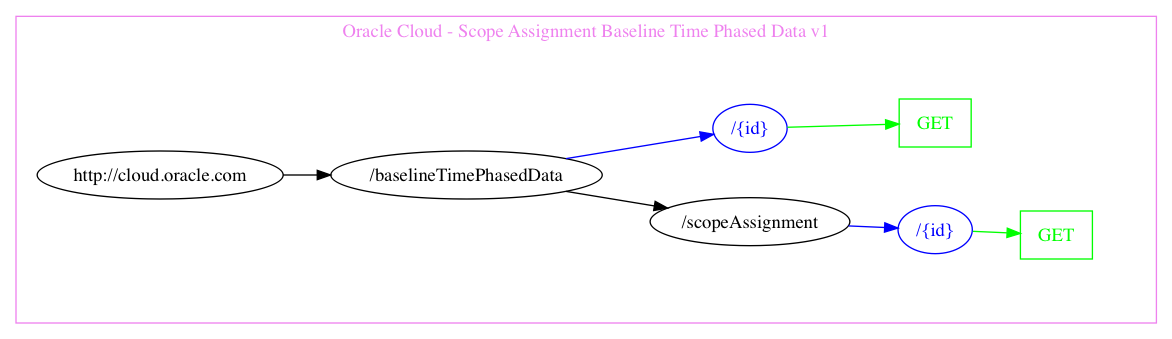 Oracle Cloud - Scope Assignment Baseline Time Phased Data v1
http://cloud.oracle.com
/baselineTimePhasedData
/{id}
GET
/scopeAssignment
/{id}
GET